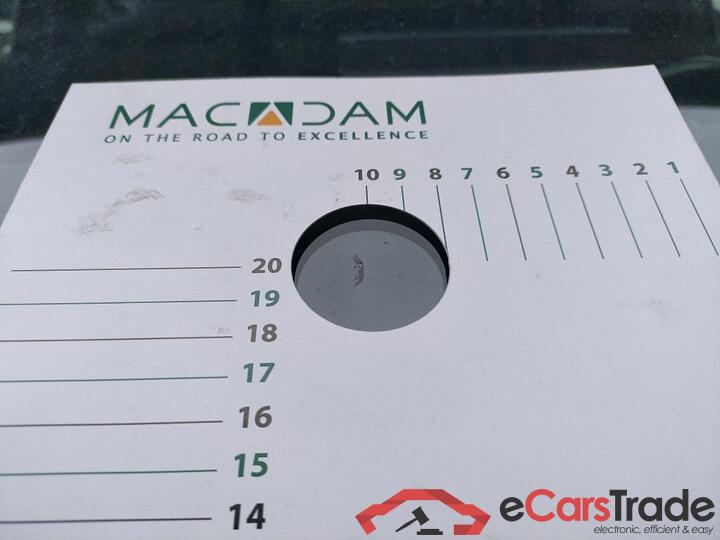 MACADAM
ON THE ROAD TO EXCELLENCE
10 9 8 7 6 5 4 3 2 1
20
19
18
17
16
15
14
eCarsTrade
electronic, efficient & easy